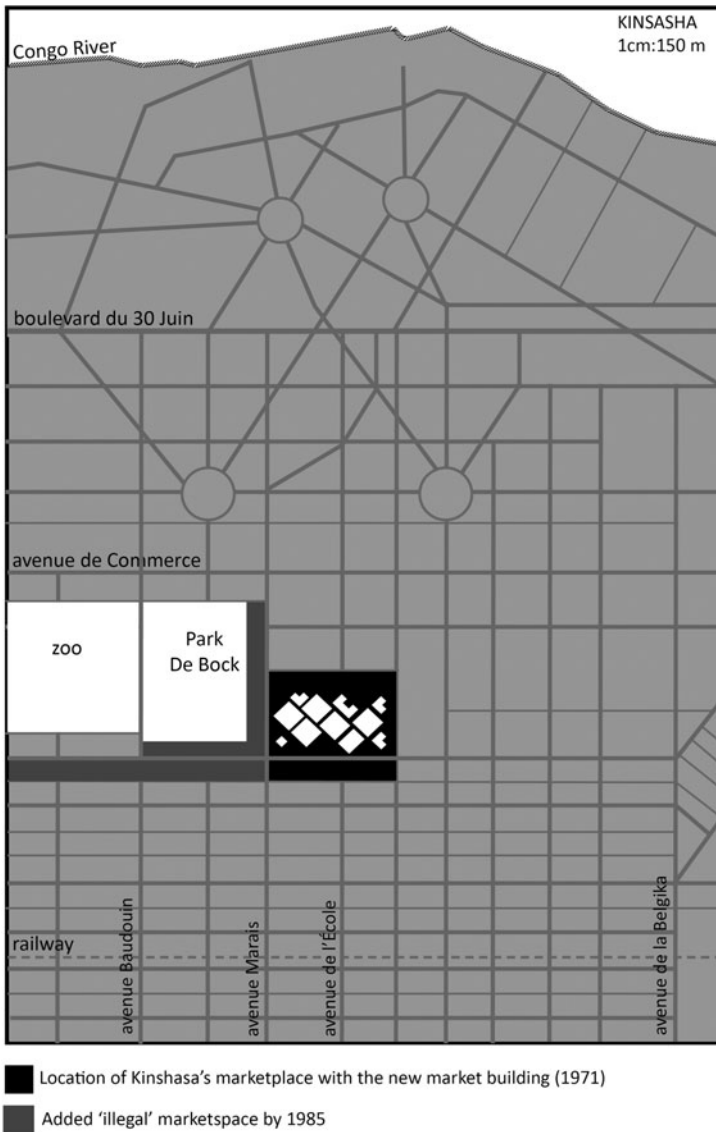 KINSASHA
1cm:150 m
Congo River
boulevard du 30 Juin
avenue de Commerce
zoo
Park
De Bock
avenue Baudouin
avenue Marais
avenue de l'École
avenue de la Belgika
railway
Location of Kinshasa's marketplace with the new market building (1971)
Added 'illegal' marketspace by 1985